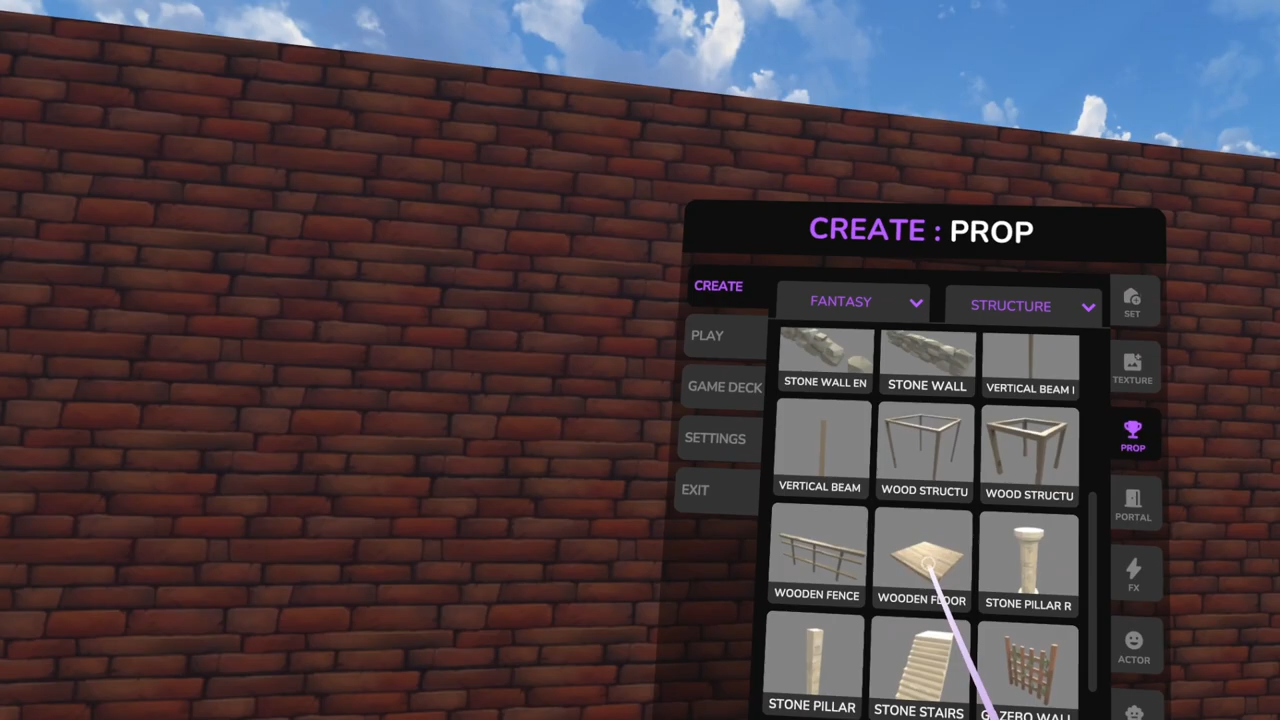 CREATE : PROP
CREATE
PLAY
GAME DECK
SETTINGS
EXIT
FANTASY
STRUCTURE
STONE WALL EN
STONE WALL
VERTICAL BEAM I
VERTICAL BEAM
WOOD STRUCTU
WOOD STRUCTU
WOODEN FENCE
WOODEN FLOOR
STONE PILLAR R
STONE PILLAR
STONE STAIRS
GAZEBO WALL
SET
TEXTURE
PROP
PORTAL
FX
ACTOR